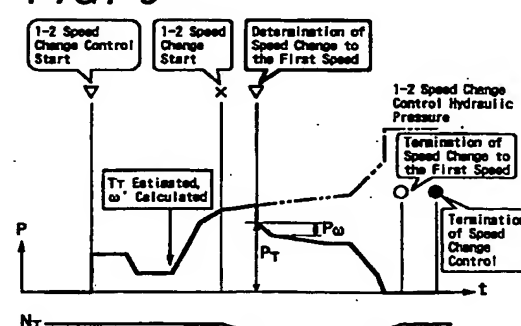 FIG. 9
1-2 Speed
Change Control
Start
1-2 Speed
Change
Start
Determination of
Speed Change to
the First Speed
1-2 Speed Change
Control Hydraulic
Pressure
Termination of
Speed Change to
the First Speed
TT Estimated,
ω' Calculated
Pω
PT
Termination
of Speed
Change
Control
P
t
NT